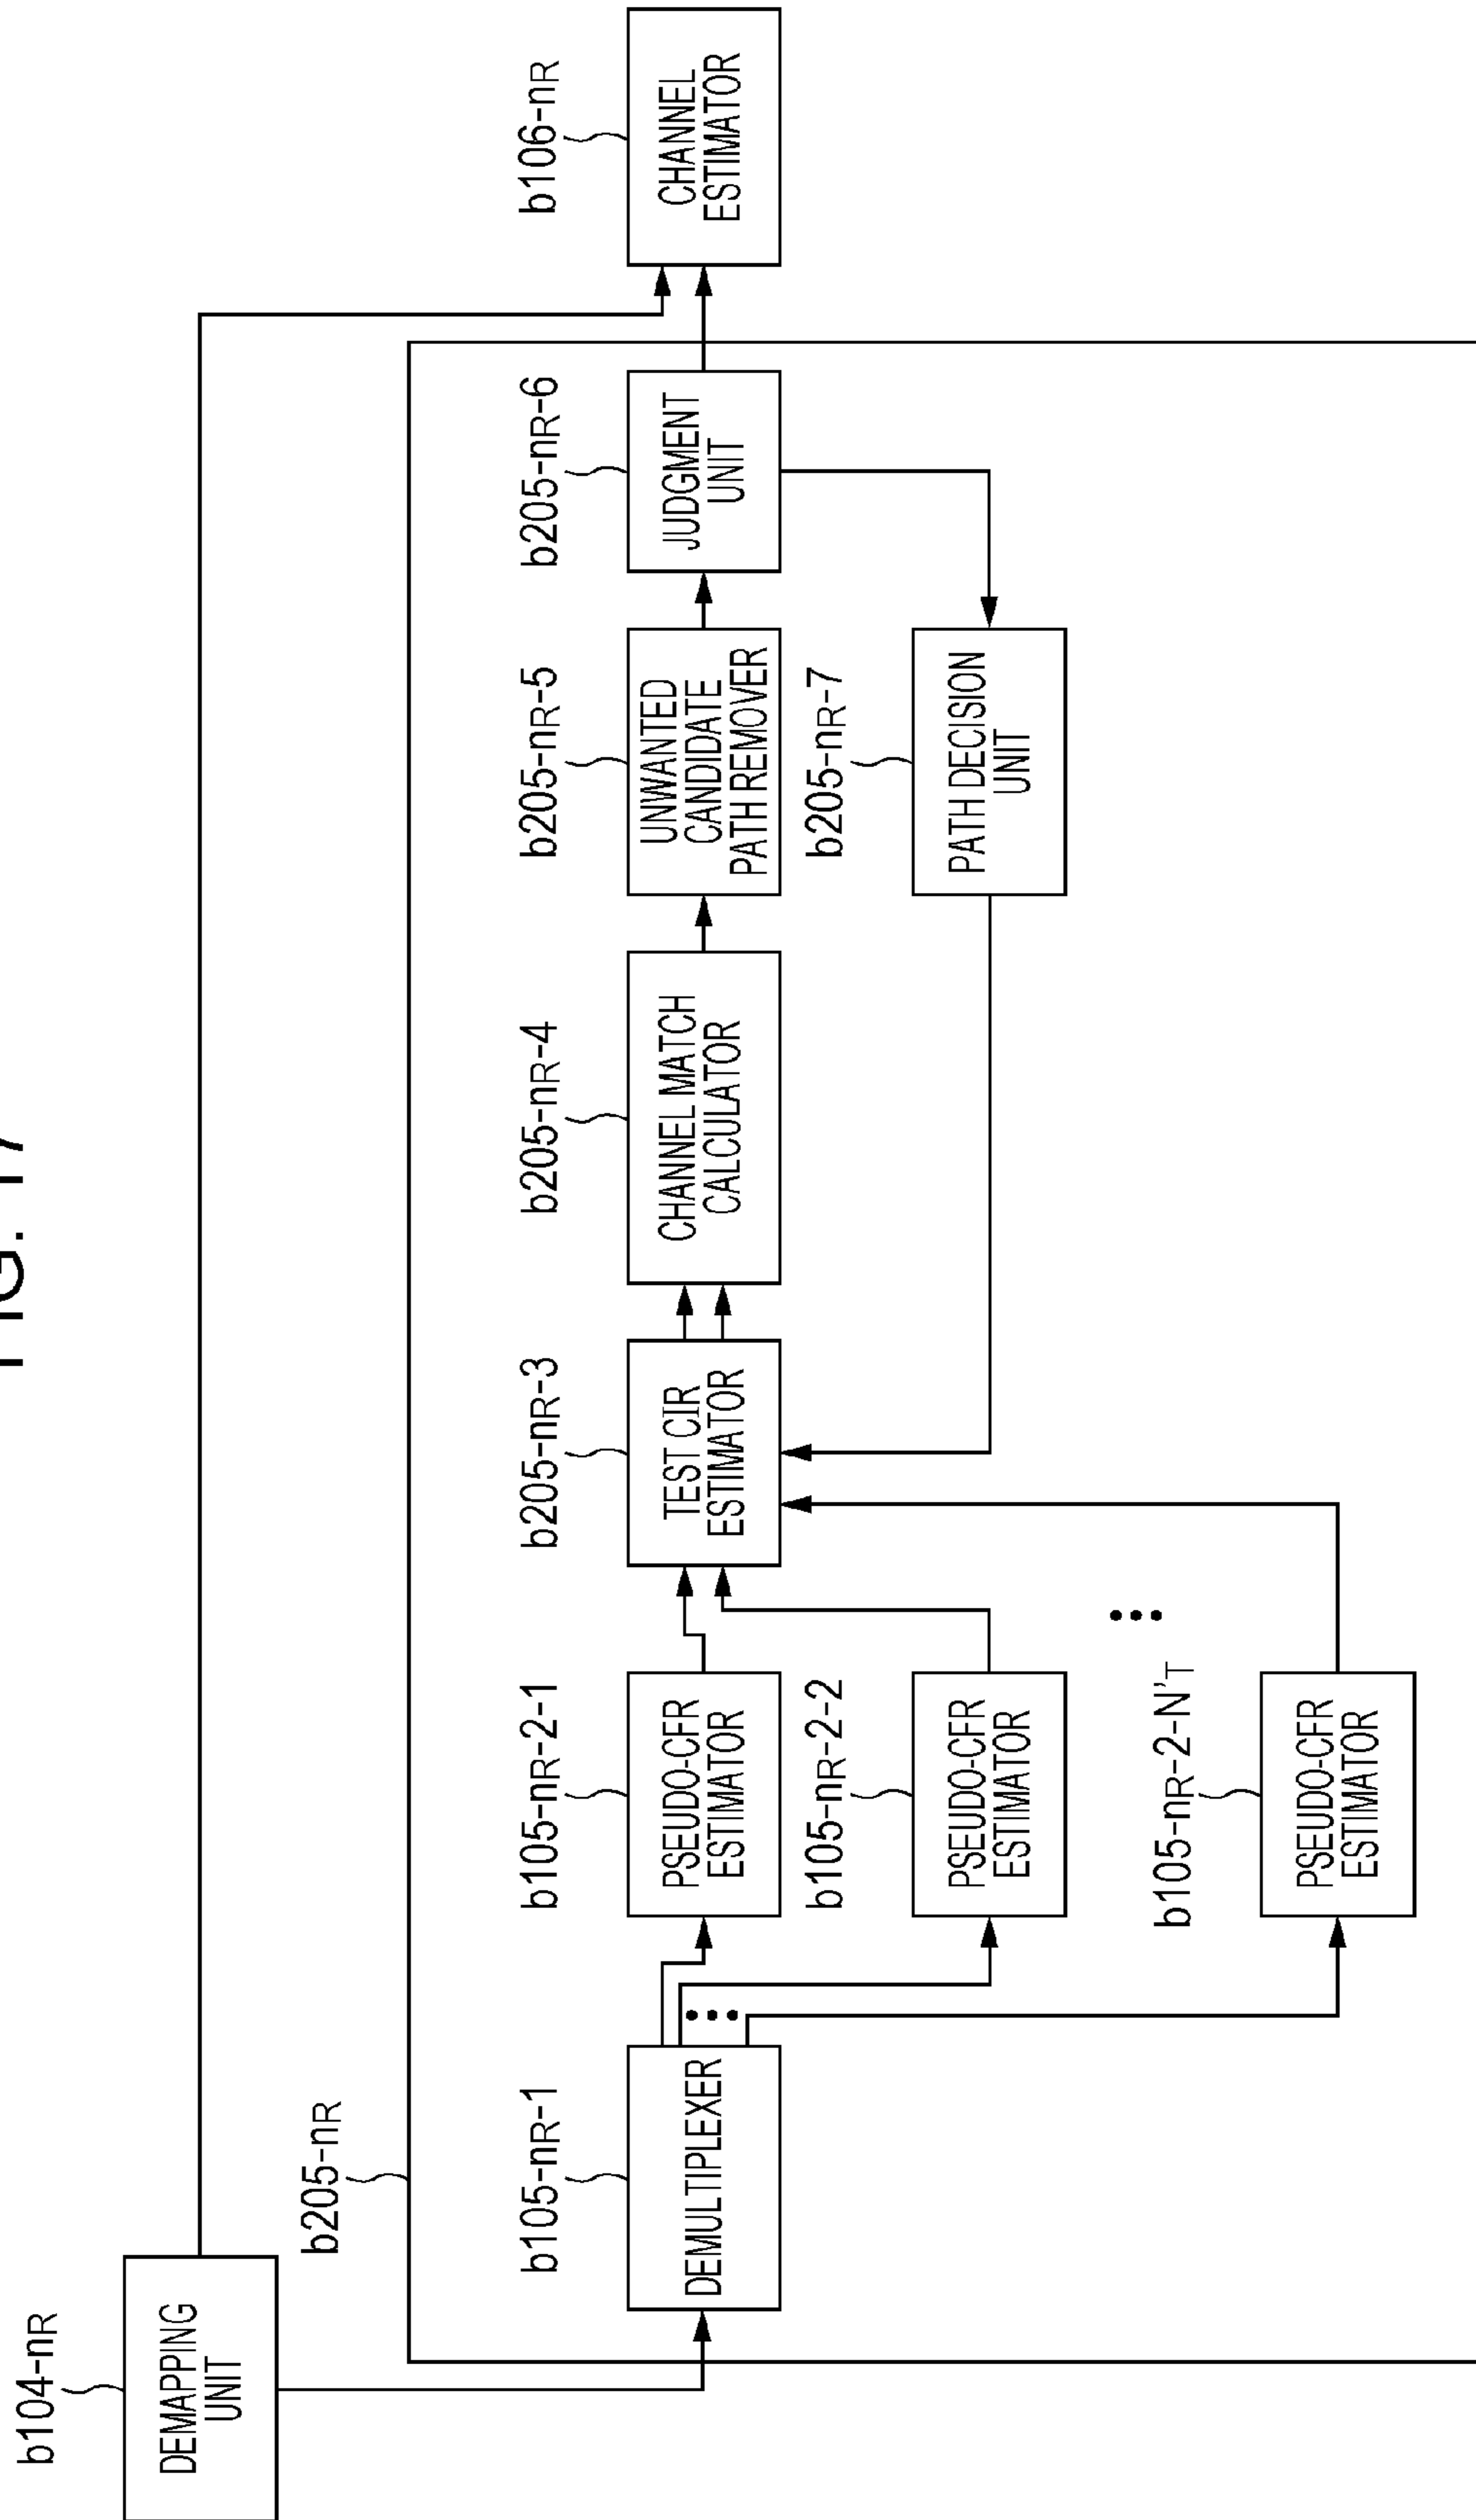 FIG. 17
b104-nR
DEMAPPING
UNIT
b205-nR
b105-nR-1
DEMULTIPLEXER
b105-nR-2-1
PSEUDO-CFR
ESTIMATOR
b105-nR-2-2
PSEUDO-CFR
ESTIMATOR
b105-nR-2-N'T
PSEUDO-CFR
ESTIMATOR
b205-nR-3
TEST CIR
ESTIMATOR
b205-nR-4
CHANNEL MATCH
CALCULATOR
b205-nR-5
UNWANTED
CANDIDATE
PATH REMOVER
b205-nR-6
JUDGMENT
UNIT
b205-nR-7
PATH DECISION
UNIT
b106-nR
CHANNEL
ESTIMATOR